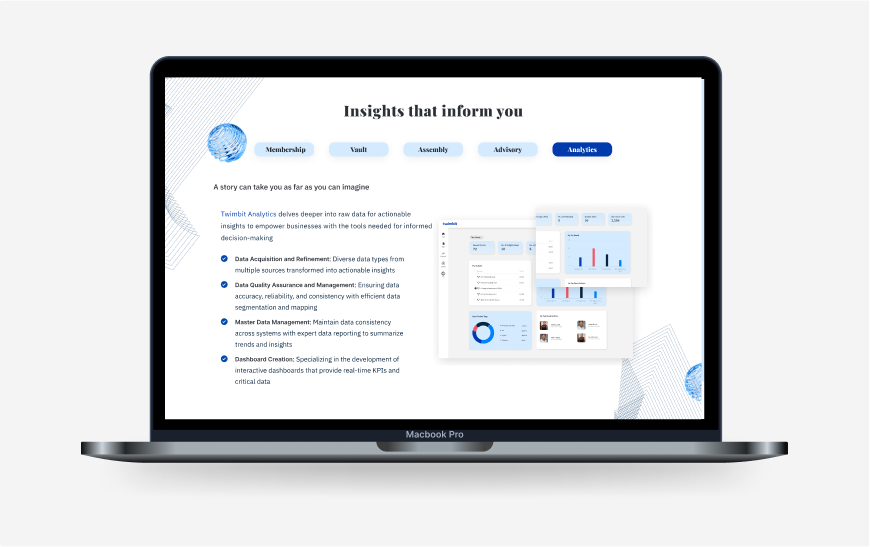 Insights that inform you
Membership
Vault
Assembly
Advisory
Analytics
A story can take you as far as you can imagine
Twimbit Analytics delves deeper into raw data for actionable
insights to empower businesses with the tools needed for informed
decision-making
Data Acquisition and Refinement: Diverse data types from
multiple sources transformed into actionable insights
Data Quality Assurance and Management: Ensuring data
accuracy, reliability, and consistency with efficient data
segmentation and mapping
Master Data Management: Maintain data consistency
across systems with expert data reporting to summarize
trends and insights
Dashboard Creation: Specializing in the development of
interactive dashboards that provide real-time KPIs and
critical data
twimbit
Macbook Pro